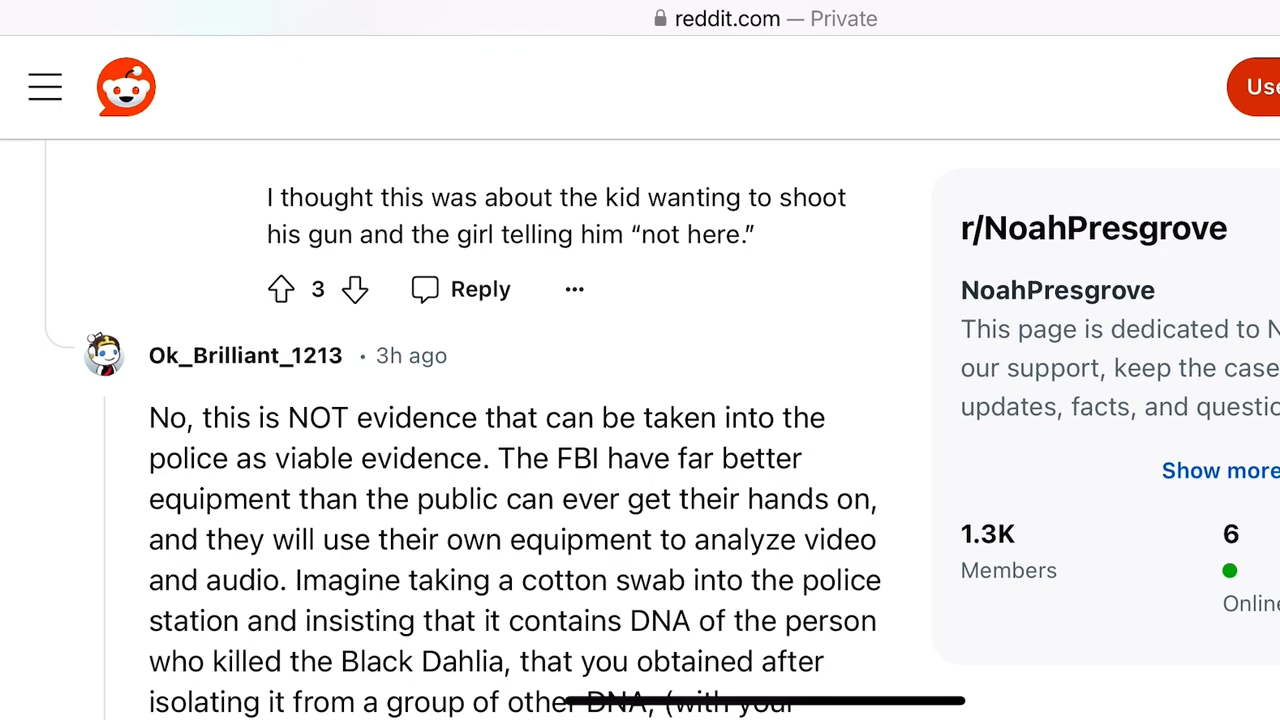 reddit.com — Private
Use
I thought this was about the kid wanting to shoot
his gun and the girl telling him “not here.”
3 Reply ...
Ok_Brilliant_1213 • 3h ago
No, this is NOT evidence that can be taken into the
police as viable evidence. The FBI have far better
equipment than the public can ever get their hands on,
and they will use their own equipment to analyze video
and audio. Imagine taking a cotton swab into the police
station and insisting that it contains DNA of the person
who killed the Black Dahlia, that you obtained after
isolating it from a group of other DNA, (with your
r/NoahPresgrove
NoahPresgrove
This page is dedicated to N
our support, keep the case
updates, facts, and questio
Show more
1.3K
Members
6
Online